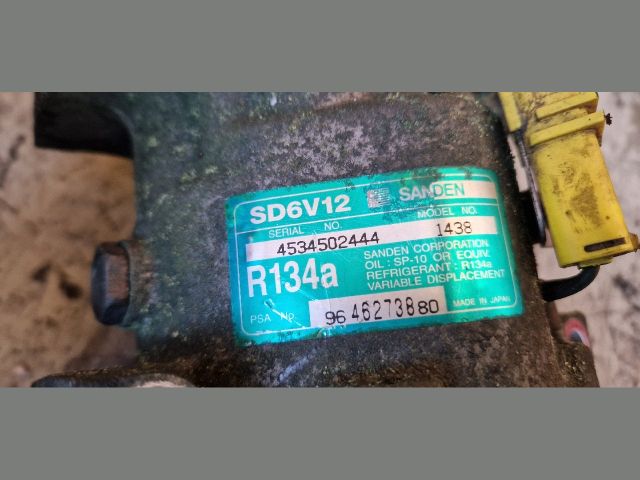 SD6V12 SANDEN
SERIAL NO. MODEL NO.
4534502444 1438
R134a
SANDEN CORPORATION
OIL : SP-10 OR EQUIV.
REFRIGERANT : R134a
VARIABLE DISPLACEMENT
PSA No. 96 462738 80 MADE IN JAPAN